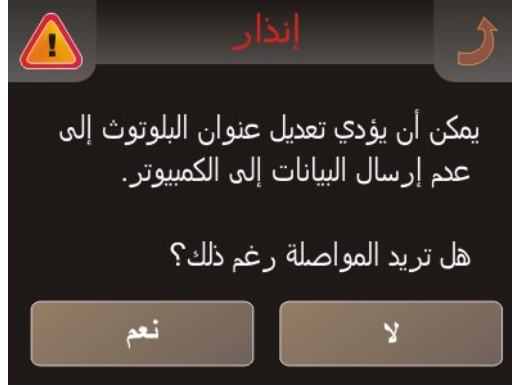 إنذار
يمكن أن يؤدي تعديل عنوان البلوتوث إلى
عدم إرسال البيانات إلى الكمبيوتر.
هل تريد المواصلة رغم ذلك؟
لا
نعم